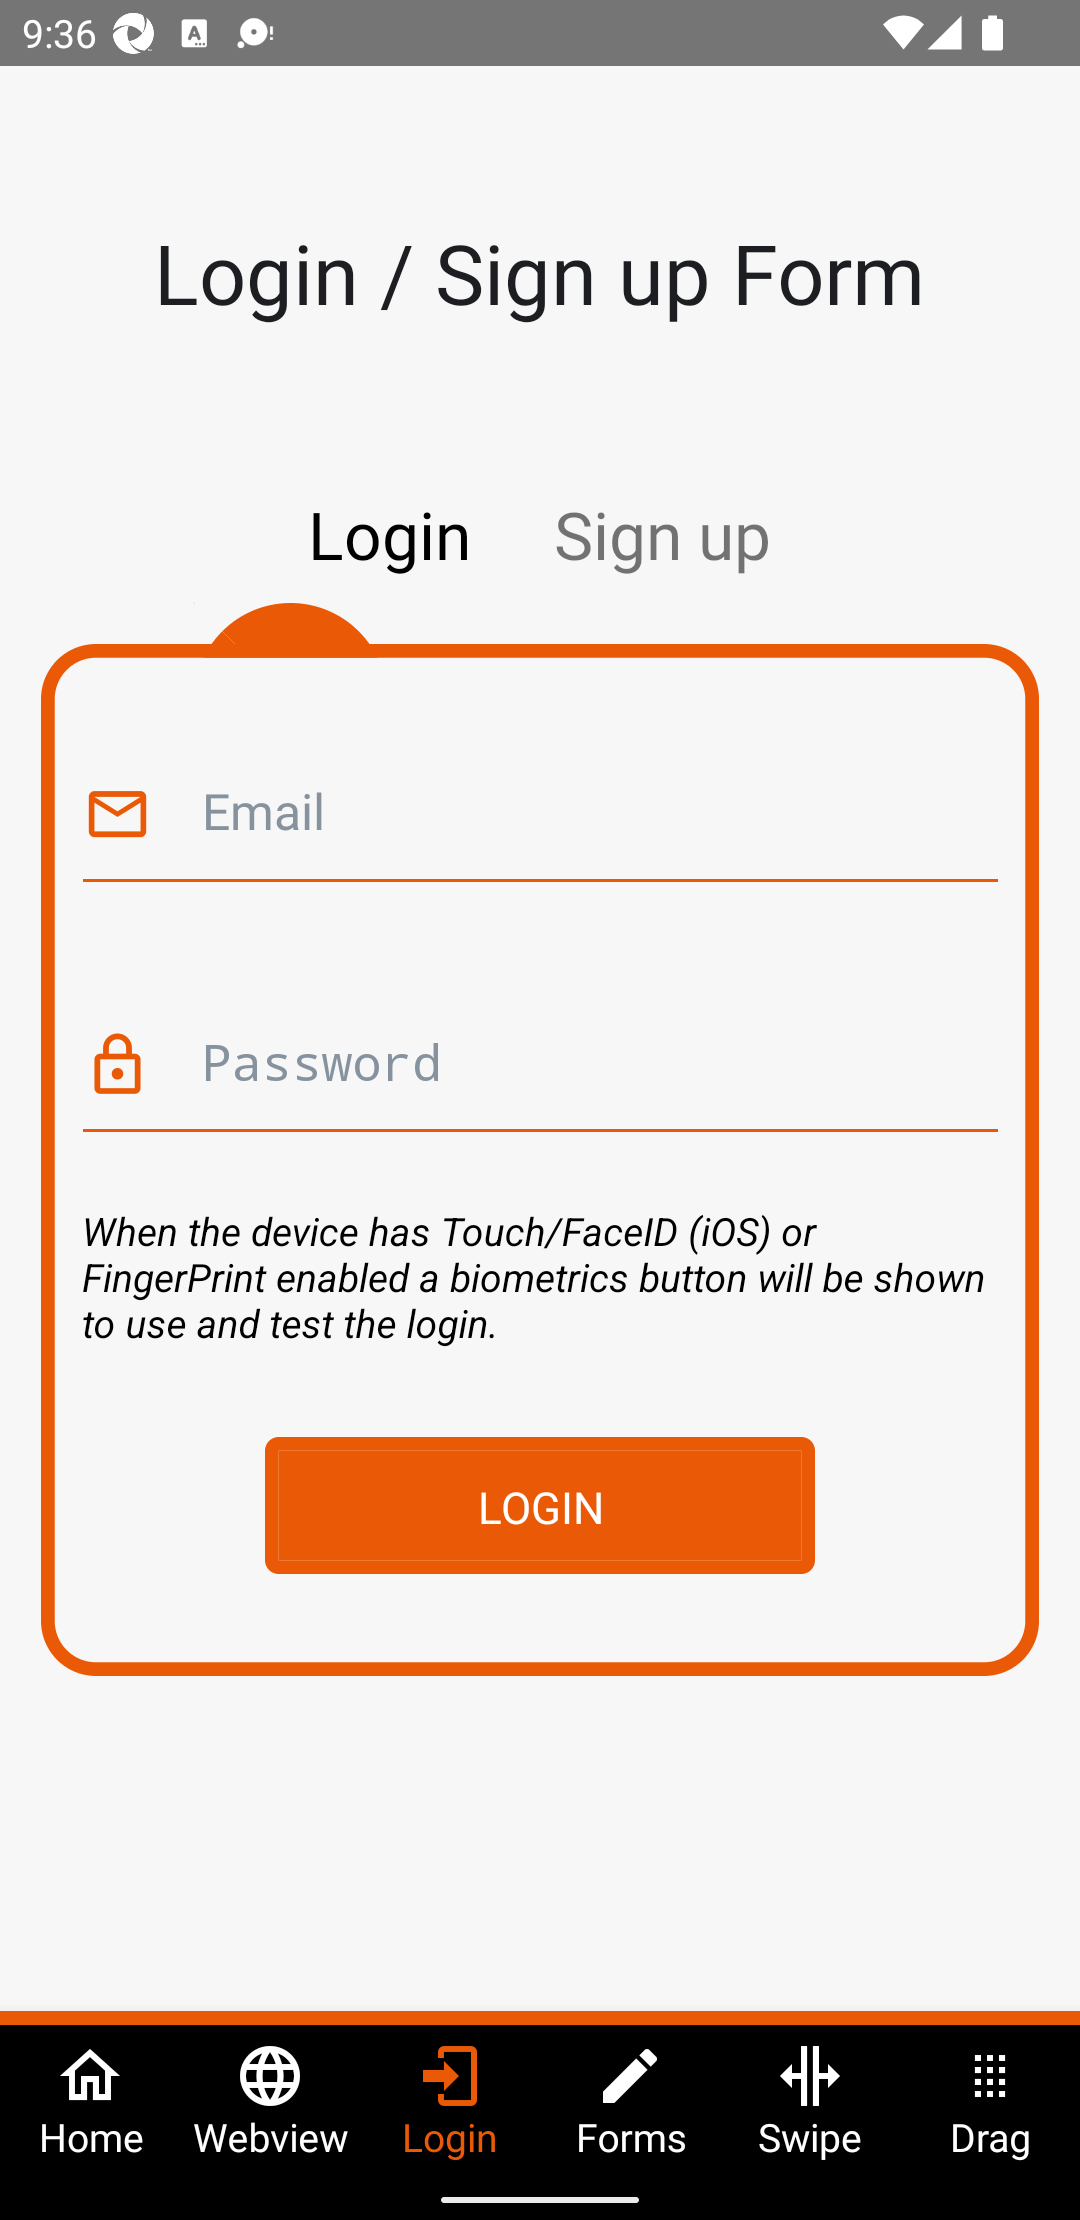 9:36
Login / Sign up Form
Login Sign up
Email
Password
When the device has Touch/FaceID (iOS) or
FingerPrint enabled a biometrics button will be shown
to use and test the login.
LOGIN
Home Webview Login Forms Swipe Drag